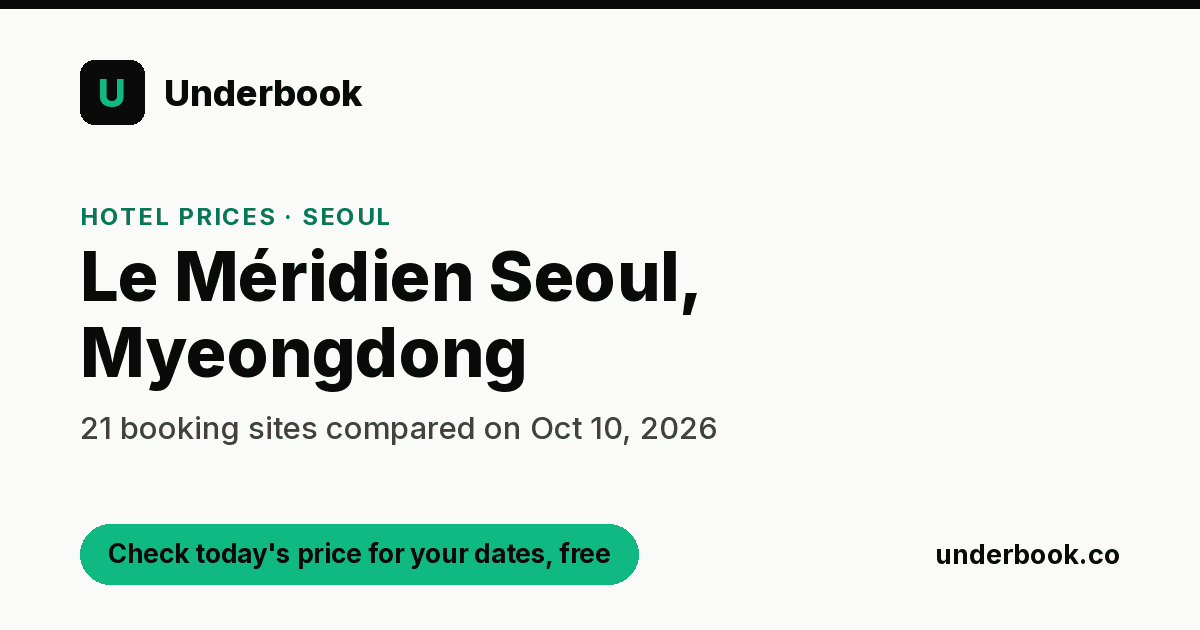 U Underbook
HOTEL PRICES · SEOUL
Le Méridien Seoul,
Myeongdong
21 booking sites compared on Oct 10, 2026
Check today's price for your dates, free
underbook.co